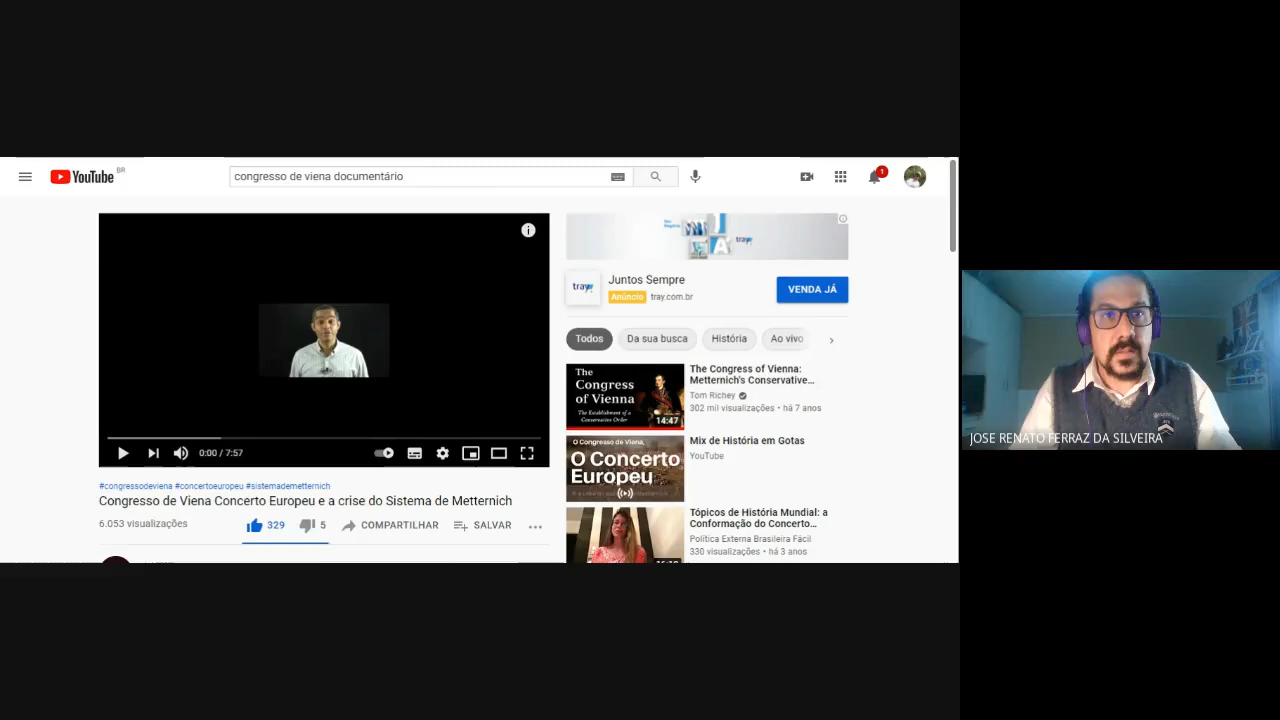 YouTube BR
congresso de viena documentário
1
tray
Juntos Sempre
Anúncio tray.com.br
VENDA JÁ
Todos
Da sua busca
História
Ao vivo
The
Congress
of Vienna
The Establishment of a
Conservative Order
14:47
The Congress of Vienna:
Metternich's Conservative...
Tom Richey
302 mil visualizações • há 7 anos
O Congresso de Viena,
O Concerto
Europeu
Mix de História em Gotas
YouTube
Tópicos de História Mundial: a
Conformação do Concerto...
Política Externa Brasileira Fácil
330 visualizações • há 3 anos
0:00 / 7:57
#congressodeviena #concertoeuropeu #sistemademetternich
Congresso de Viena Concerto Europeu e a crise do Sistema de Metternich
6.053 visualizações
329
5
COMPARTILHAR
SALVAR
JOSE RENATO FERRAZ DA SILVEIRA